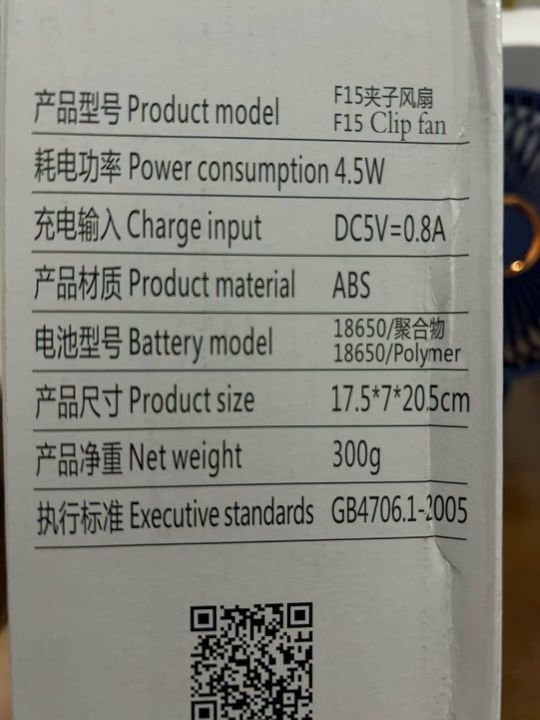 产品型号 Product model F15夹子风扇
F15 Clip fan
耗电功率 Power consumption 4.5W
充电输入 Charge input DC5V=0.8A
产品材质 Product material ABS
电池型号 Battery model 18650/聚合物
18650/Polymer
产品尺寸 Product size 17.5*7*20.5cm
产品净重 Net weight 300g
执行标准 Executive standards GB4706.1-2005